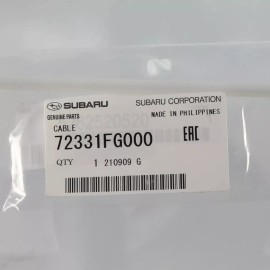 SUBARU SUBARU CORPORATION
GENUINE PARTS MADE IN PHILIPPINES
CABLE
72331FG000 EAC
QTY 1 210909 G